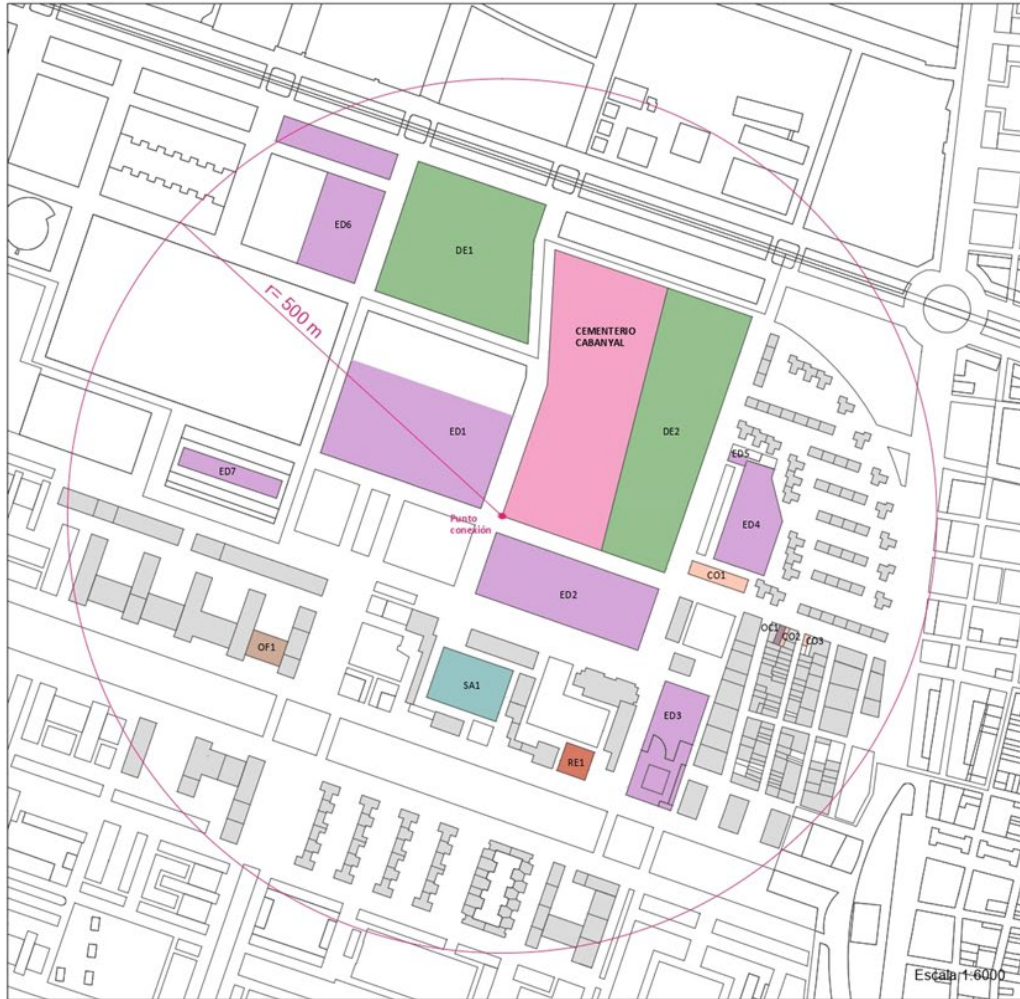 ED6
DE1
r= 500 m
CEMENTERIO
CABANYAL
ED1
DE2
ED5
ED7
Punto
conexión
ED4
CO1
ED2
OC1
CO2
CO3
OF1
SA1
ED3
RE1
Escala 1:6000